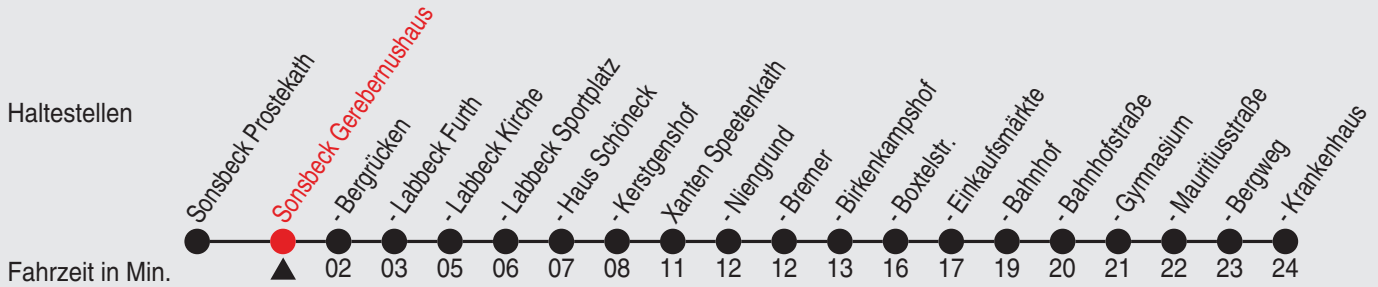 Haltestellen
Sonsbeck Prostekath
Sonsbeck Gerebernushaus
- Bergrücken
- Labbeck Furth
- Labbeck Kirche
- Labbeck Sportplatz
- Haus Schöneck
- Kerstgenshof
Xanten Speetenkath
- Niengrund
- Bremer
- Birkenkampshof
- Boxtelstr.
- Einkaufsmärkte
- Bahnhof
- Bahnhofstraße
- Gymnasium
- Mauritiusstraße
- Bergweg
- Krankenhaus
Fahrzeit in Min. 02 03 05 06 07 08 11 12 12 13 16 17 19 20 21 22 23 24